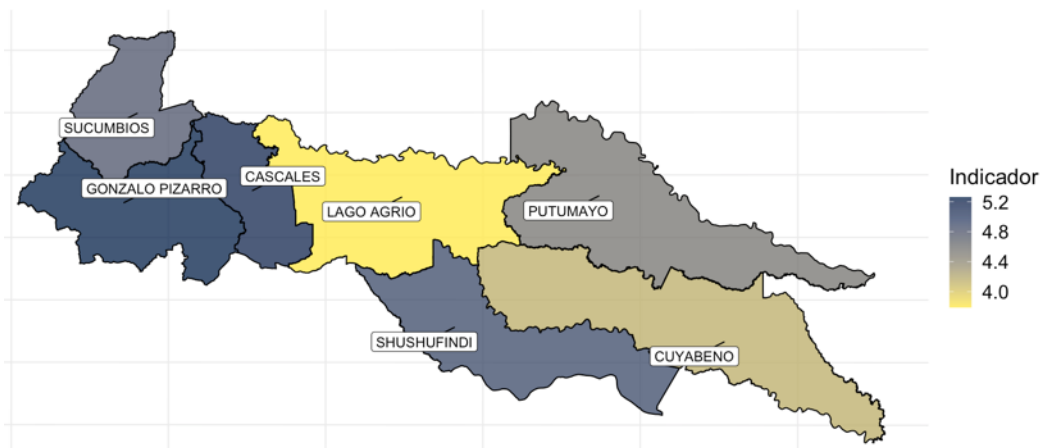 SUCUMBIOS
CASCALES
GONZALO PIZARRO
LAGO AGRIO
PUTUMAYO
SHUSHUFINDI
CUYABENO
Indicador
5.2
4.8
4.4
4.0